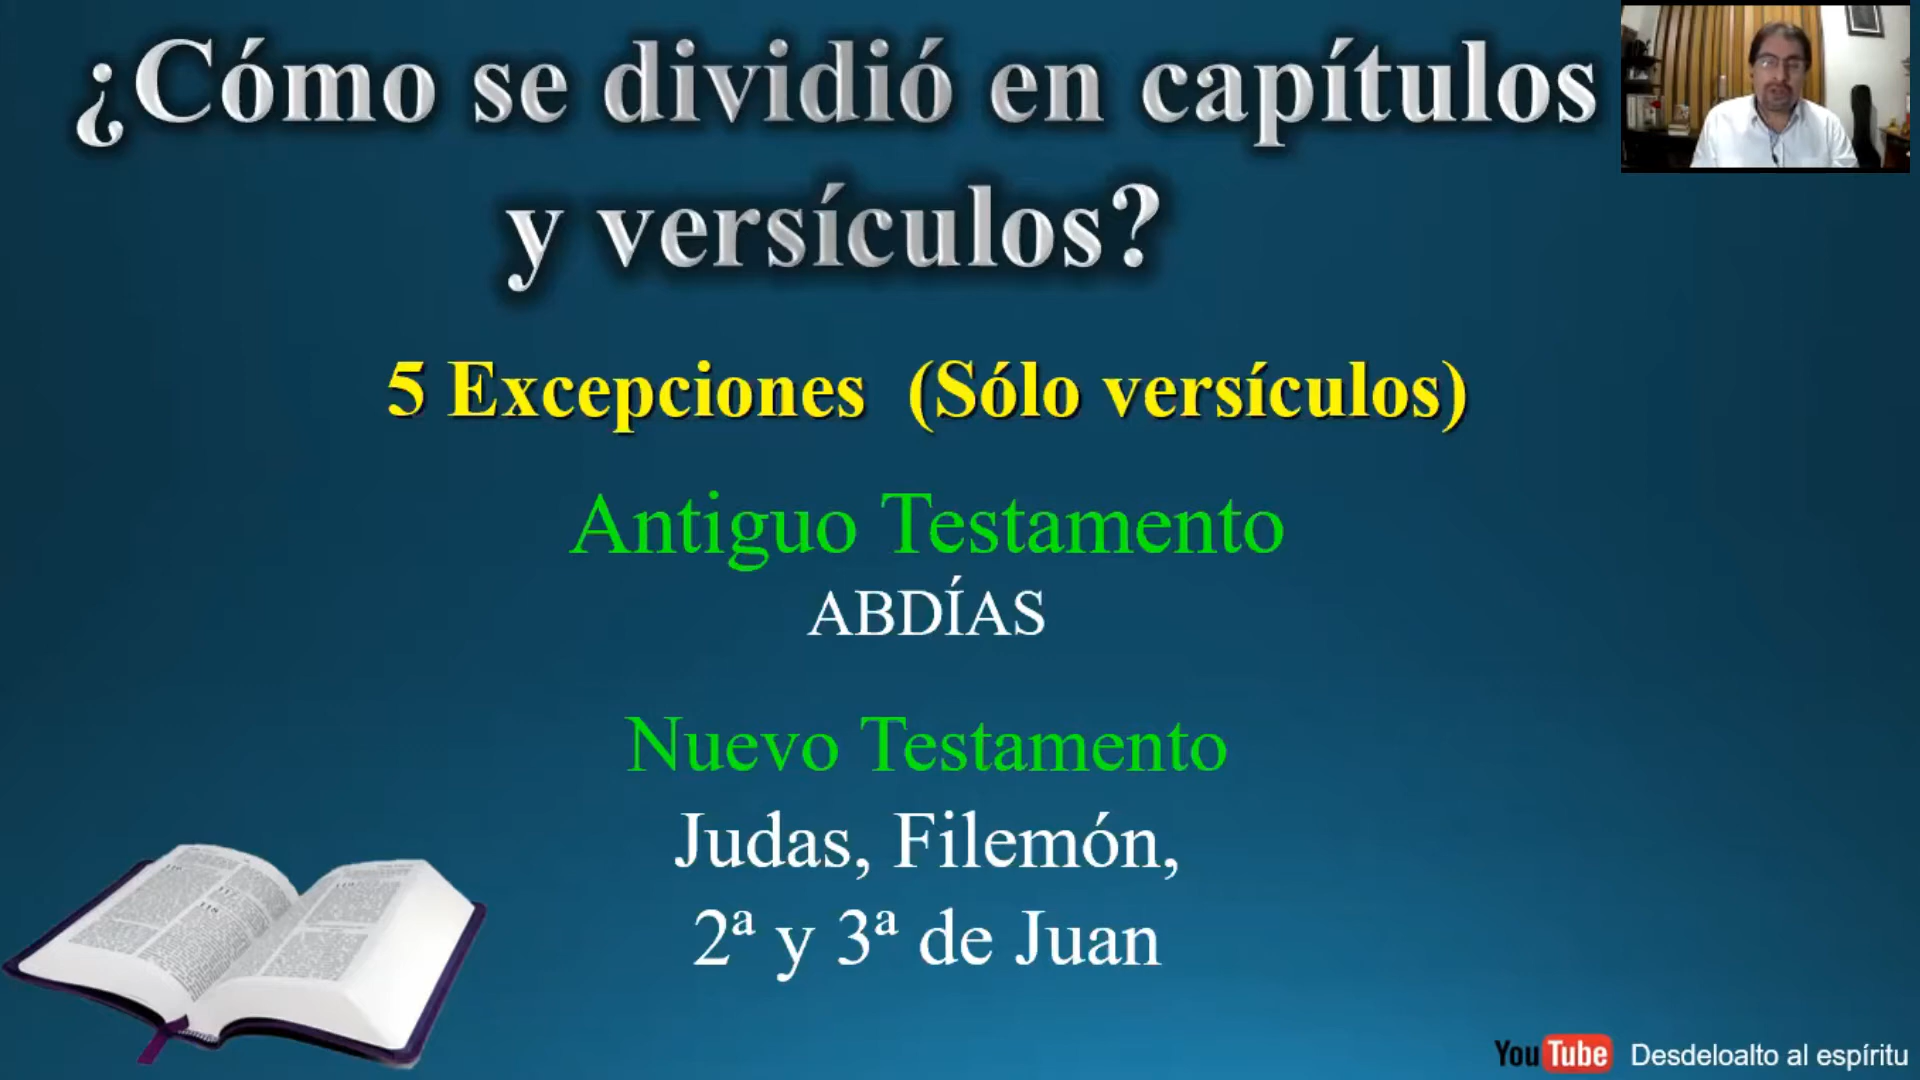 ¿Cómo se dividió en capítulos
y versículos?
5 Excepciones (Sólo versículos)
Antiguo Testamento
ABDÍAS
Nuevo Testamento
Judas, Filemón,
2ª y 3ª de Juan
YouTube Desdeloalto al espíritu